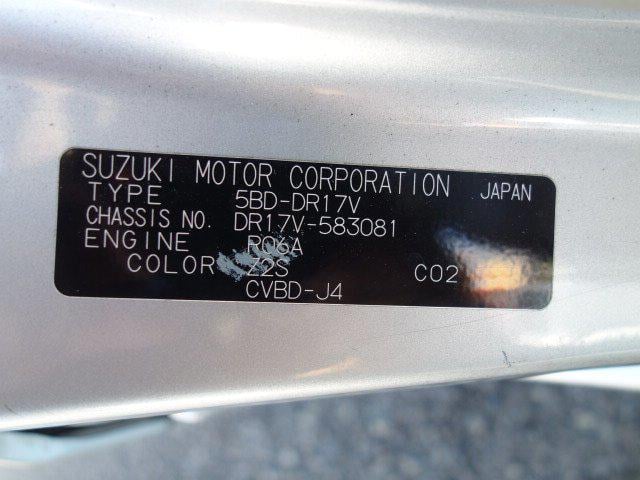 SUZUKI MOTOR CORPORATION JAPAN
TYPE 5BD-DR17V
CHASSIS NO. DR17V-583081
ENGINE R06A
COLOR Z2S C02
CVBD-J4